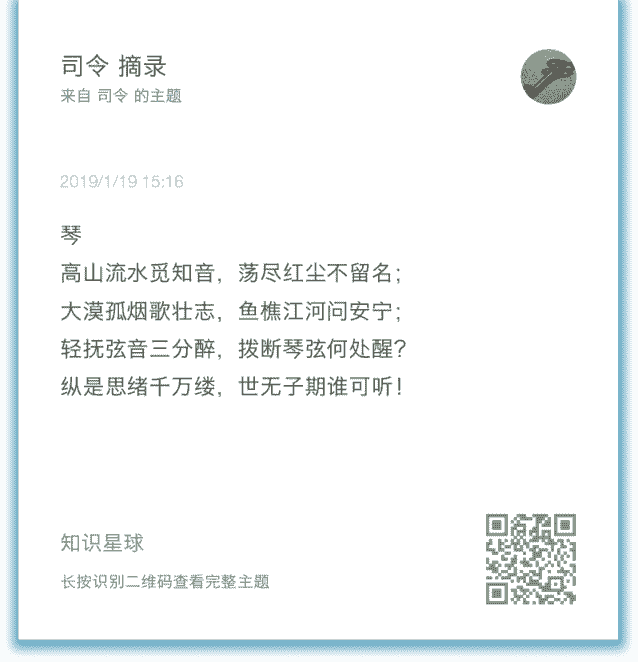 司令 摘录
来自 司令 的主题
2019/1/19 15:16
琴
高山流水觅知音，荡尽红尘不留名；
大漠孤烟歌壮志，鱼樵江河问安宁；
轻抚弦音三分醉，拨断琴弦何处醒？
纵是思绪千万缕，世无子期谁可听！
知识星球
长按识别二维码查看完整主题